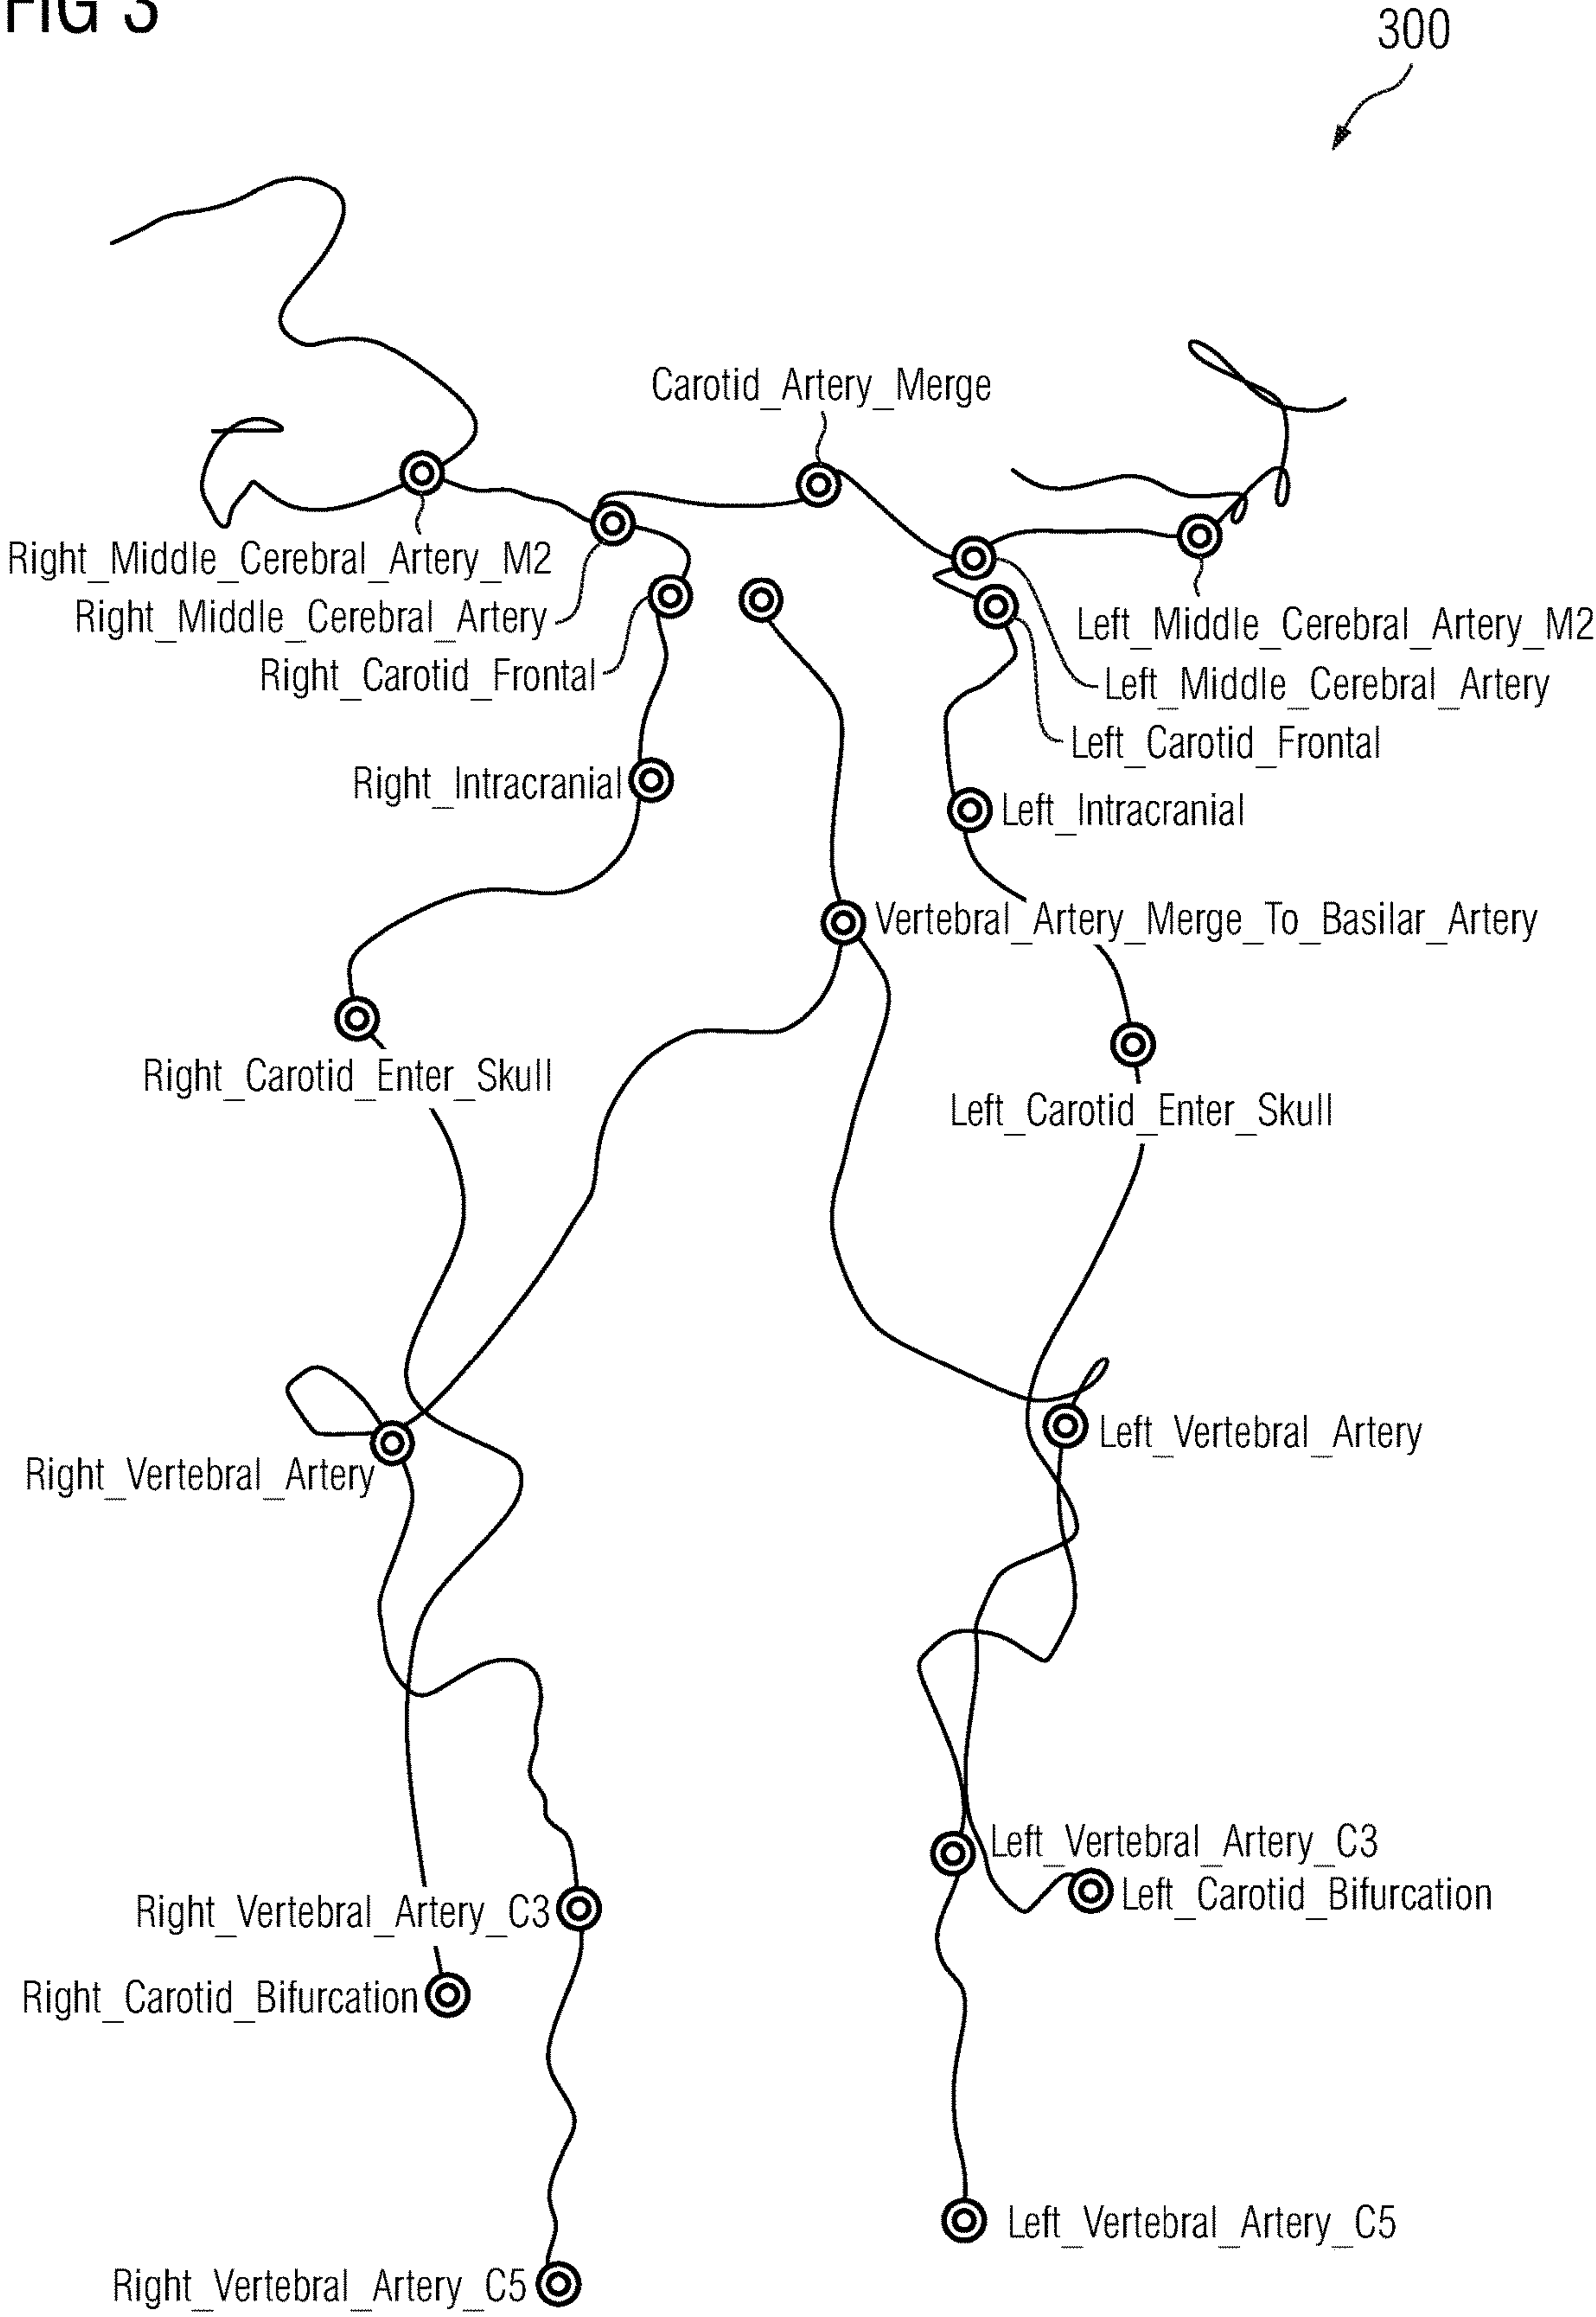 FIG 3
300
Carotid_Artery_Merge
Right_Middle_Cerebral_Artery_M2
Right_Middle_Cerebral_Artery
Left_Middle_Cerebral_Artery_M2
Right_Carotid_Frontal
Left_Middle_Cerebral_Artery
Left_Carotid_Frontal
Right_Intracranial
Left_Intracranial
Vertebral_Artery_Merge_To_Basilar_Artery
Right_Carotid_Enter_Skull
Left_Carotid_Enter_Skull
Left_Vertebral_Artery
Right_Vertebral_Artery
Left_Vertebral_Artery_C3
Left_Carotid_Bifurcation
Right_Vertebral_Artery_C3
Right_Carotid_Bifurcation
Left_Vertebral_Artery_C5
Right_Vertebral_Artery_C5